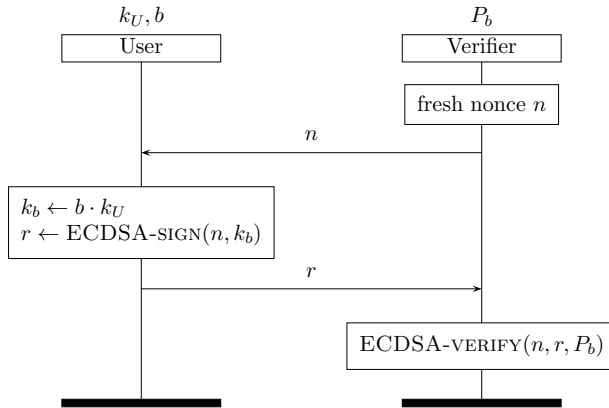 k_U, b
P_b
User
Verifier
fresh nonce n
n
k_b ← b · k_U
r ← ECDSA-SIGN(n, k_b)
r
ECDSA-VERIFY(n, r, P_b)